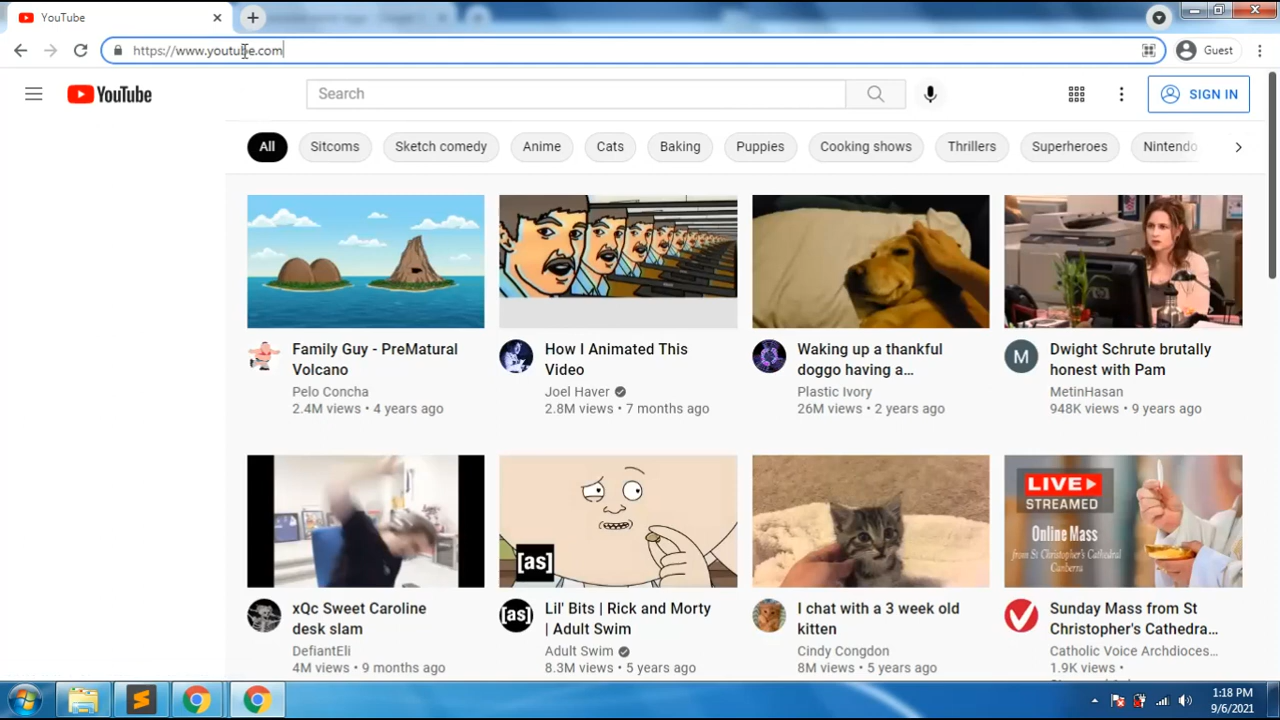 YouTube
https://www.youtube.com
Guest
YouTube
Search
SIGN IN
All
Sitcoms
Sketch comedy
Anime
Cats
Baking
Puppies
Cooking shows
Thrillers
Superheroes
Nintendo
Family Guy - PreMatural
Volcano
Pelo Concha
2.4M views • 4 years ago
How I Animated This
Video
Joel Haver
2.8M views • 7 months ago
Waking up a thankful
doggo having a...
Plastic Ivory
26M views • 2 years ago
M
Dwight Schrute brutally
honest with Pam
MetinHasan
948K views • 9 years ago
[as]
LIVE
STREAMED
Online Mass
from St Christopher's Cathedral
Canberra
xQc Sweet Caroline
desk slam
DefiantEli
4M views • 9 months ago
[as]
Lil' Bits | Rick and Morty
| Adult Swim
Adult Swim
8.3M views • 5 years ago
I chat with a 3 week old
kitten
Cindy Congdon
8M views • 5 years ago
Sunday Mass from St
Christopher's Cathedra...
Catholic Voice Archdioces...
1.9K views •
1:18 PM
9/6/2021